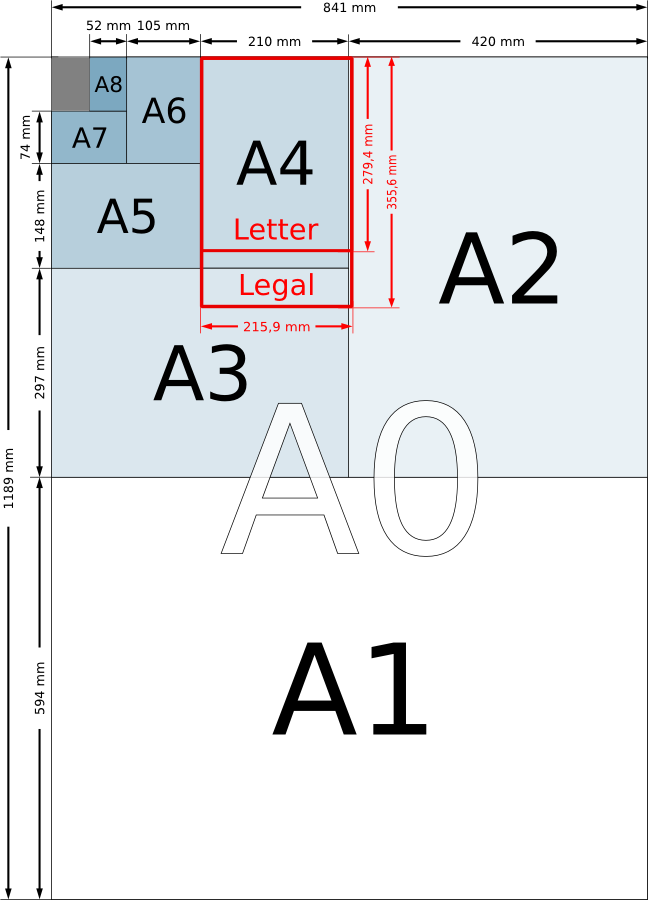 841 mm
52 mm 105 mm
210 mm
420 mm
A8
A6
A7
74 mm
A4
279,4 mm
355,6 mm
A5
148 mm
Letter
A2
Legal
215,9 mm
A3
297 mm
A0
1189 mm
A1
594 mm